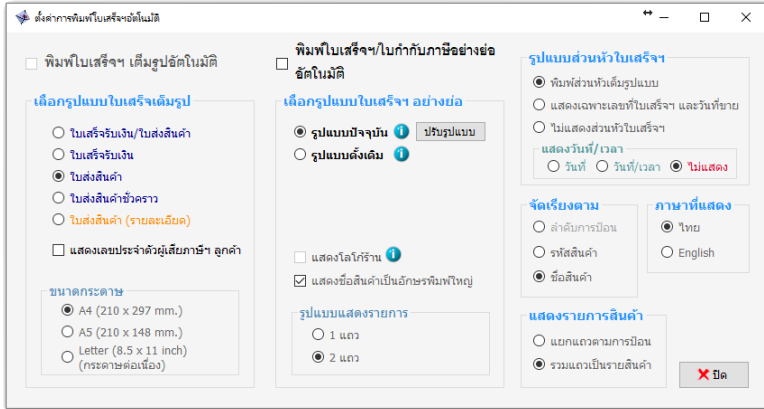 ตั้งค่าการพิมพ์ใบเสร็จฯอัตโนมัติ
พิมพ์ใบเสร็จฯ เต็มรูปอัตโนมัติ
เลือกรูปแบบใบเสร็จเต็มรูป
ใบเสร็จรับเงิน/ใบส่งสินค้า
ใบเสร็จรับเงิน
ใบส่งสินค้า
ใบส่งสินค้าชั่วคราว
ใบส่งสินค้า (รายละเอียด)
แสดงเลขประจำตัวผู้เสียภาษีฯ ลูกค้า
ขนาดกระดาษ
A4 (210 x 297 mm.)
A5 (210 x 148 mm.)
Letter (8.5 x 11 inch)
(กระดาษต่อเนื่อง)
พิมพ์ใบเสร็จฯ/ใบกำกับภาษีอย่างย่อ
อัตโนมัติ
เลือกรูปแบบใบเสร็จฯ อย่างย่อ
รูปแบบปัจจุบัน ปรับรูปแบบ
รูปแบบดั้งเดิม
แสดงโลโก้ร้าน
แสดงชื่อสินค้าเป็นอักษรพิมพ์ใหญ่
รูปแบบแสดงรายการ
1 แถว
2 แถว
รูปแบบส่วนหัวใบเสร็จฯ
พิมพ์ส่วนหัวเต็มรูปแบบ
แสดงเฉพาะเลขที่ใบเสร็จฯ และวันที่ขาย
ไม่แสดงส่วนหัวใบเสร็จฯ
แสดงวันที่/เวลา
วันที่ วันที่/เวลา ไม่แสดง
จัดเรียงตาม
ลำดับการป้อน
รหัสสินค้า
ชื่อสินค้า
ภาษาที่แสดง
ไทย
English
แสดงรายการสินค้า
แยกแถวตามการป้อน
รวมแถวเป็นรายสินค้า
ปิด